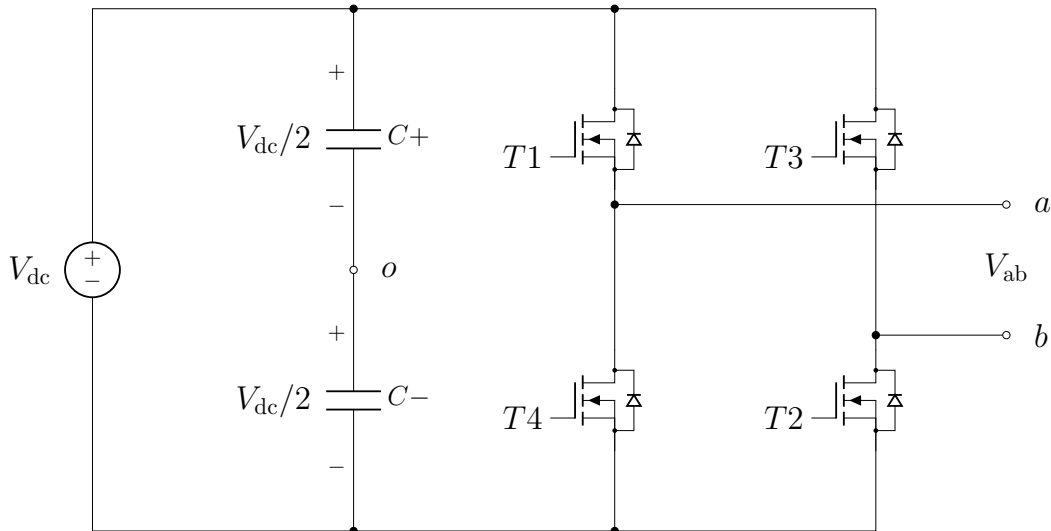 +
V_dc/2 C+
T1 T3
−
a
V_dc + −
o
V_ab
+
b
V_dc/2 C−
T4 T2
−